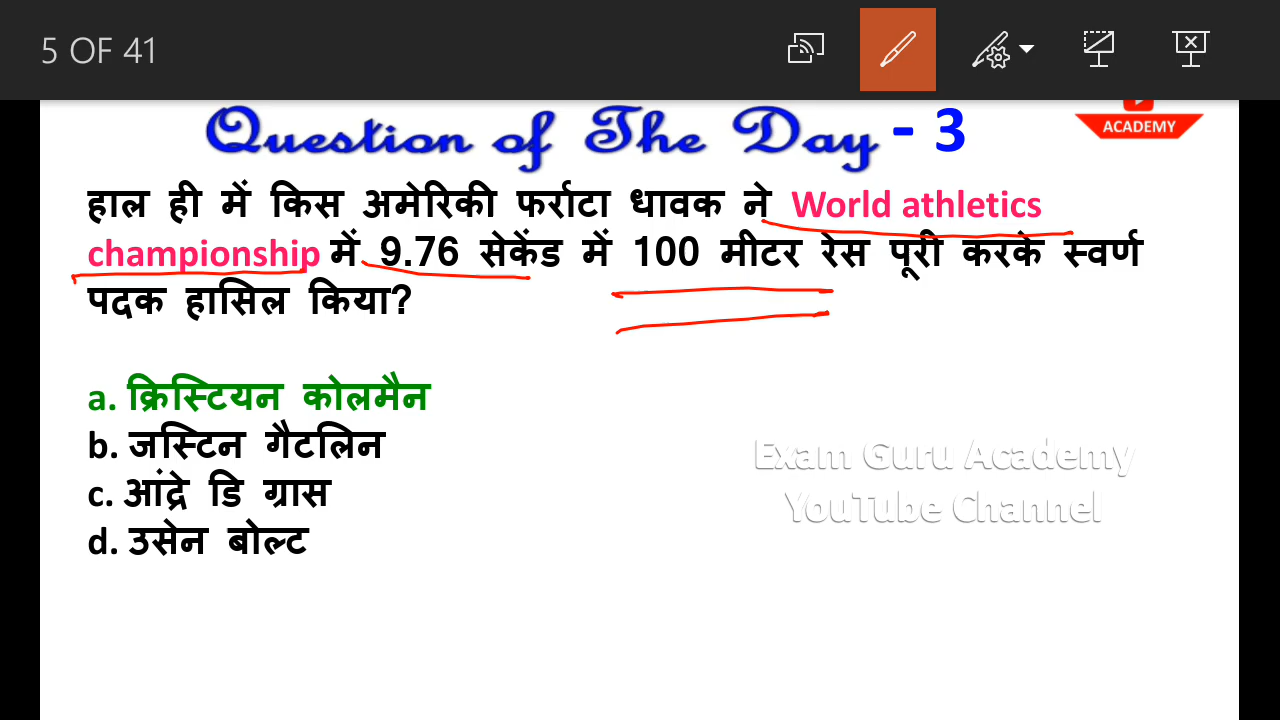 5 OF 41
Question of The Day - 3
ACADEMY
हाल ही में किस अमेरिकी फर्राटा धावक ने World athletics
championship में 9.76 सेकेंड में 100 मीटर रेस पूरी करके स्वर्ण
पदक हासिल किया?
a. क्रिस्टियन कोलमैन
b. जस्टिन गैटलिन
c. आंद्रे डि ग्रास
d. उसेन बोल्ट
Exam Guru Academy
YouTube Channel